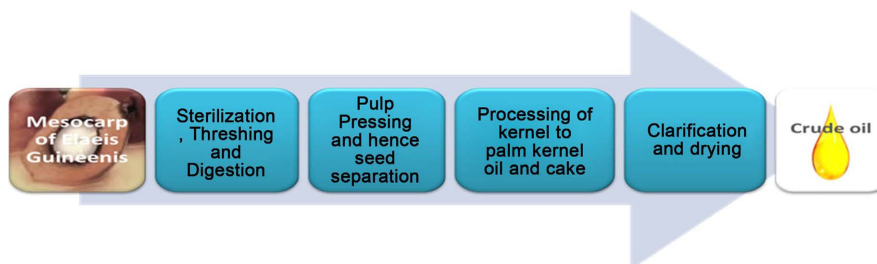 Mesocarp
of Elaeis
Guineenis
Sterilization
, Threshing
and
Digestion
Pulp
Pressing
and hence
seed
separation
Processing of
kernel to
palm kernel
oil and cake
Clarification
and drying
Crude oil